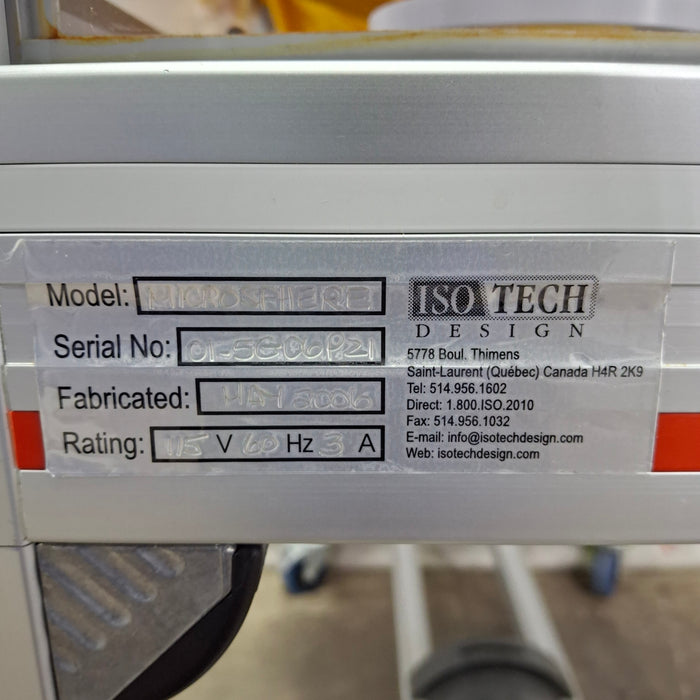 Model: MICROSPHERE
Serial No:
Fabricated: MAY 2006
Rating: 115 V 60 Hz 3 A
ISO TECH
DESIGN
5778 Boul. Thimens
Saint-Laurent (Québec) Canada H4R 2K9
Tel: 514.956.1602
Direct: 1.800.ISO.2010
Fax: 514.956.1032
E-mail: info@isotechdesign.com
Web: isotechdesign.com